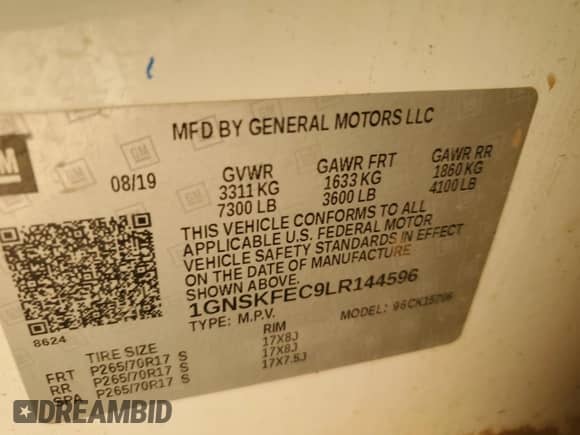 GM
MFD BY GENERAL MOTORS LLC
08/19 GVWR GAWR FRT GAWR RR
3311 KG 1633 KG 1860 KG
7300 LB 3600 LB 4100 LB
THIS VEHICLE CONFORMS TO ALL
APPLICABLE U.S. FEDERAL MOTOR
VEHICLE SAFETY STANDARDS IN EFFECT
ON THE DATE OF MANUFACTURE
SHOWN ABOVE.
1GNSKFEC9LR144596
TYPE: M.P.V. MODEL: 96CK15706
8624
TIRE SIZE RIM
FRT P265/70R17 S 17X8J
RR P265/70R17 S 17X8J
SPA P265/70R17 S 17X7.5J
DREAMBID